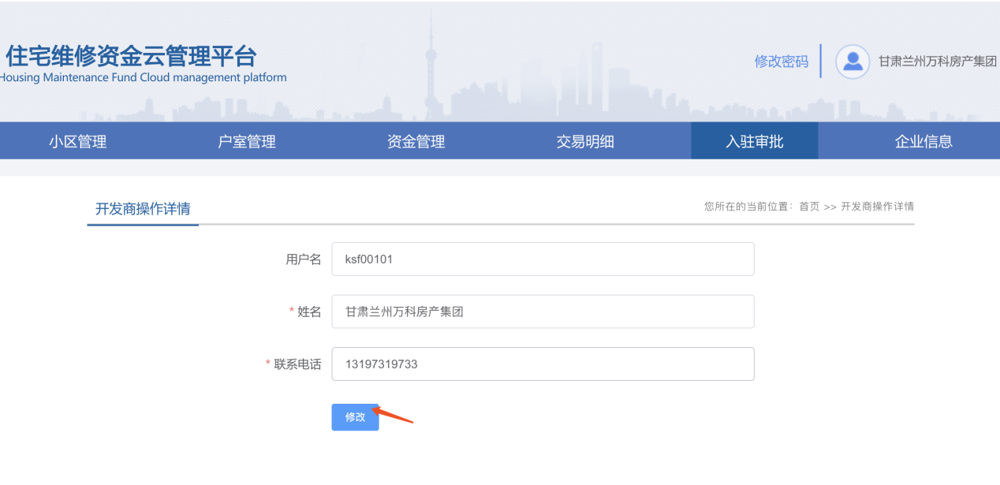 住宅维修资金云管理平台
Housing Maintenance Fund Cloud management platform
修改密码
甘肃兰州万科房产集团
小区管理 户室管理 资金管理 交易明细 入驻审批 企业信息
开发商操作详情
您所在的当前位置：首页 >> 开发商操作详情
用户名 ksf00101
* 姓名 甘肃兰州万科房产集团
* 联系电话 13197319733
修改